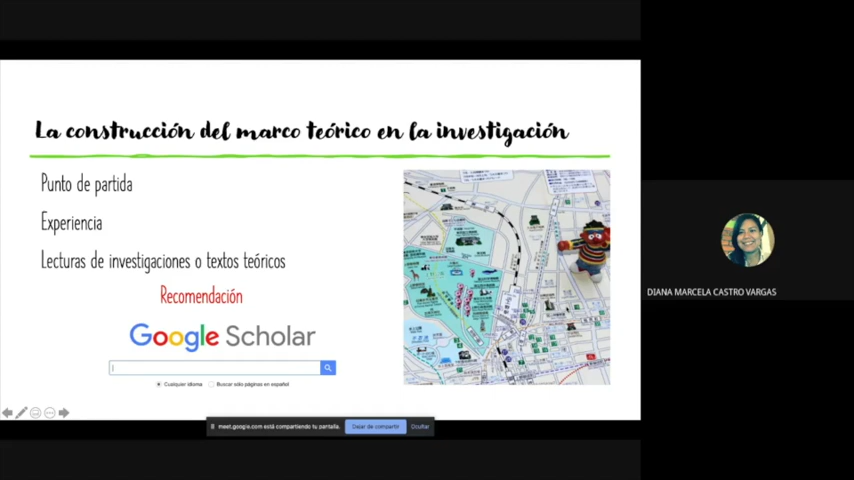 La construcción del marco teórico en la investigación
Punto de partida
Experiencia
Lecturas de investigaciones o textos teóricos
Recomendación
Google Scholar
Cualquier idioma Buscar sólo páginas en español
meet.google.com está compartiendo tu pantalla. Dejar de compartir Ocultar
DIANA MARCELA CASTRO VARGAS